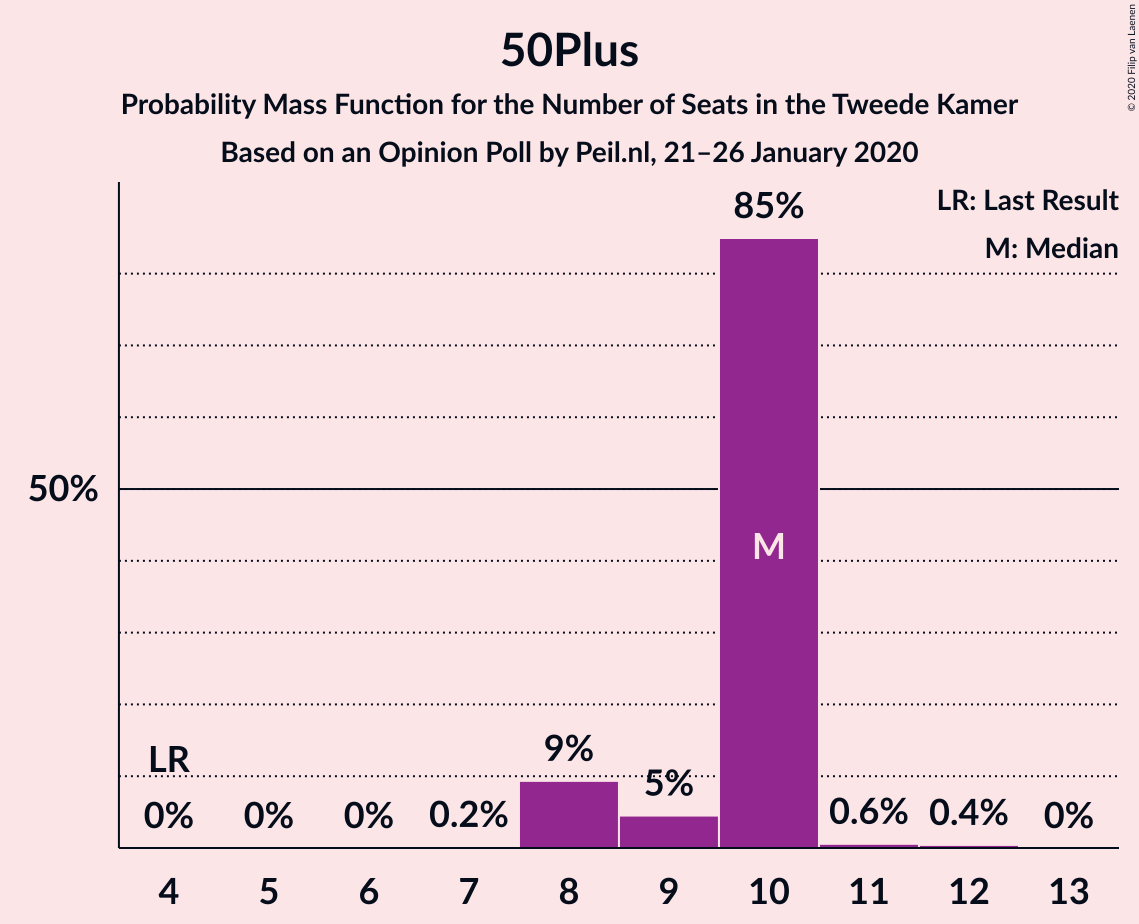 50Plus
Probability Mass Function for the Number of Seats in the Tweede Kamer
Based on an Opinion Poll by Peil.nl, 21–26 January 2020
© 2020 Filip van Laenen
LR: Last Result
M: Median
85%
50%
M
LR
9%
5%
0%
0%
0%
0.2%
0.6%
0.4%
0%
4 5 6 7 8 9 10 11 12 13